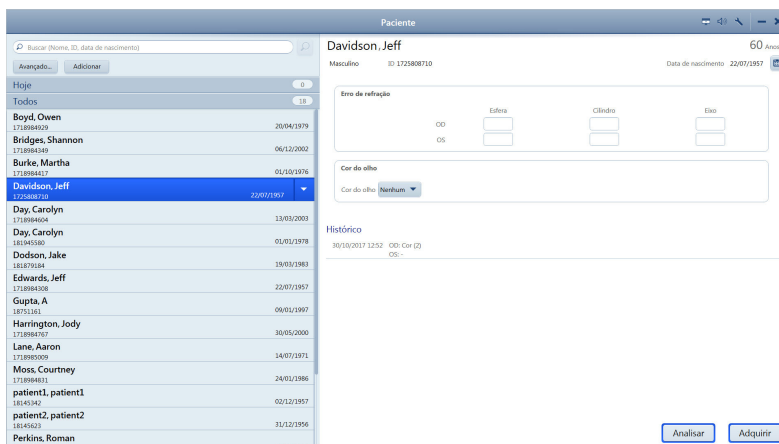 Paciente
Buscar (Nome, ID, data de nascimento)
Avançado... Adicionar
Hoje 0
Todos 18
Boyd, Owen
1718984929 20/04/1979
Bridges, Shannon
1718984349 06/12/2002
Burke, Martha
1718984417 01/10/1976
Davidson, Jeff
1725808710 22/07/1957
Day, Carolyn
1718984604 13/03/2003
Day, Carolyn
181945580 01/01/1978
Dodson, Jake
181879184 19/03/1983
Edwards, Jeff
1718984308 22/07/1957
Gupta, A
18751161 09/01/1997
Harrington, Jody
1718984767 30/05/2000
Lane, Aaron
1718985009 14/07/1971
Moss, Courtney
1718984831 24/01/1986
patient1, patient1
18145342 02/12/1957
patient2, patient2
18145623 31/12/1956
Perkins, Roman
Davidson, Jeff 60 Anos
Masculino ID 1725808710 Data de nascimento 22/07/1957
Erro de refração
Esfera Cilindro Eixo
OD
OS
Cor do olho
Cor do olho Nenhum
Histórico
30/10/2017 12:52 OD: Cor (2)
OS: -
Analisar Adquirir